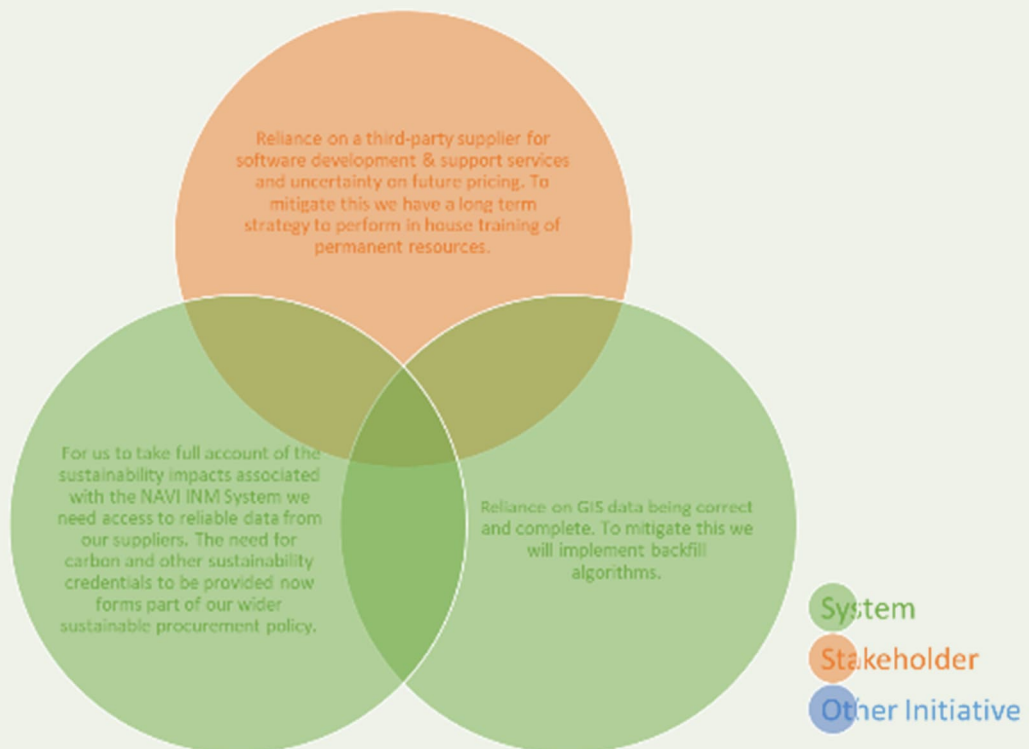 Reliance on a third-party supplier for
software development & support services
and uncertainty on future pricing. To
mitigate this we have a long term
strategy to perform in house training of
permanent resources.
For us to take full account of the
sustainability impacts associated
with the NAVI INM System we
need access to reliable data from
our suppliers. The need for
carbon and other sustainability
credentials to be provided now
forms part of our wider
sustainable procurement policy.
Reliance on GIS data being correct
and complete. To mitigate this we
will implement backfill
algorithms.
System
Stakeholder
Other Initiative